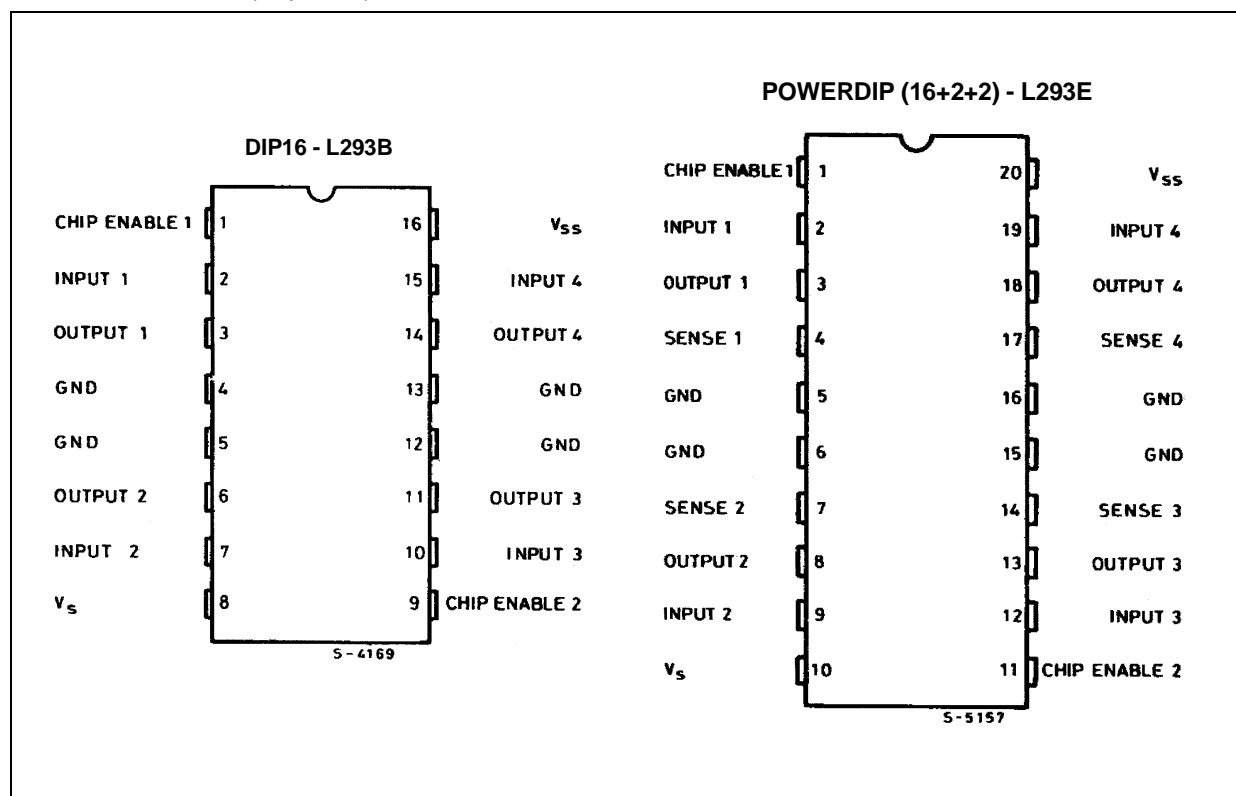 POWERDIP (16+2+2) - L293E
DIP16 - L293B
CHIP ENABLE 1 1 16 Vss
INPUT 1 2 15 INPUT 4
OUTPUT 1 3 14 OUTPUT 4
GND 4 13 GND
GND 5 12 GND
OUTPUT 2 6 11 OUTPUT 3
INPUT 2 7 10 INPUT 3
Vs 8 9 CHIP ENABLE 2
S-4169
CHIP ENABLE 1 1 20 Vss
INPUT 1 2 19 INPUT 4
OUTPUT 1 3 18 OUTPUT 4
SENSE 1 4 17 SENSE 4
GND 5 16 GND
GND 6 15 GND
SENSE 2 7 14 SENSE 3
OUTPUT 2 8 13 OUTPUT 3
INPUT 2 9 12 INPUT 3
Vs 10 11 CHIP ENABLE 2
S-5157